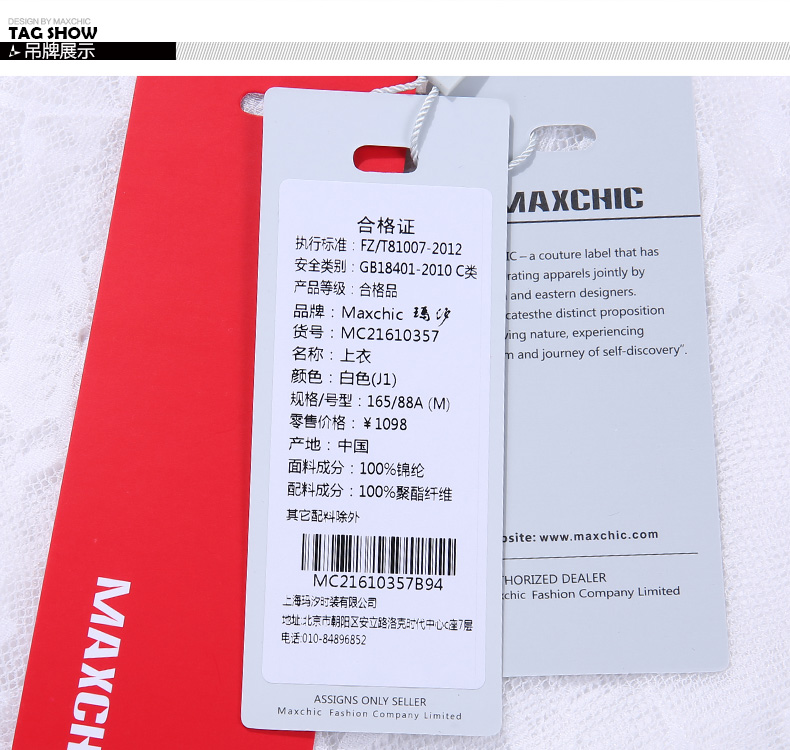 DESIGN BY MAXCHIC
TAG SHOW
吊牌展示
合格证
执行标准：FZ/T81007-2012
安全类别：GB18401-2010 C类
产品等级：合格品
品牌：Maxchic 玛汐
货号：MC21610357
名称：上衣
颜色：白色(J1)
规格/号型：165/88A (M)
零售价格：￥1098
产地：中国
面料成分：100%锦纶
配料成分：100%聚酯纤维
其它配料除外
MC21610357B94
上海玛汐时装有限公司
地址:北京市朝阳区安立路洛克时代中心c座7层
电话:010-84896852
ASSIGNS ONLY SELLER
Maxchic Fashion Company Limited
MAXCHIC
IC – a couture label that has
rating apparels jointly by
and eastern designers.
catesthe distinct proposition
ving nature, experiencing
m and journey of self-discovery”.
site: www.maxchic.com
HORIZED DEALER
chic Fashion Company Limited
MAXCH